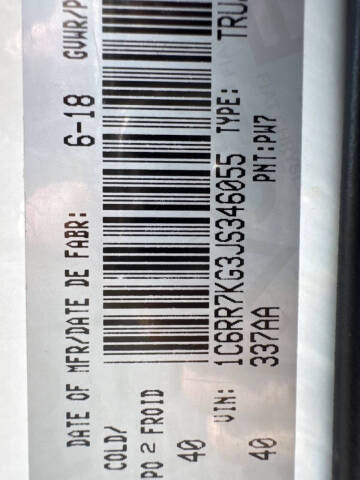 DATE OF MFR/DATE DE FABR: 6-18 GVWR/P
COLD/
PO 2 FROID
40
VIN: 1C6RR7KG3JS346055 TYPE: TRU
40 337AA PNT:PW7